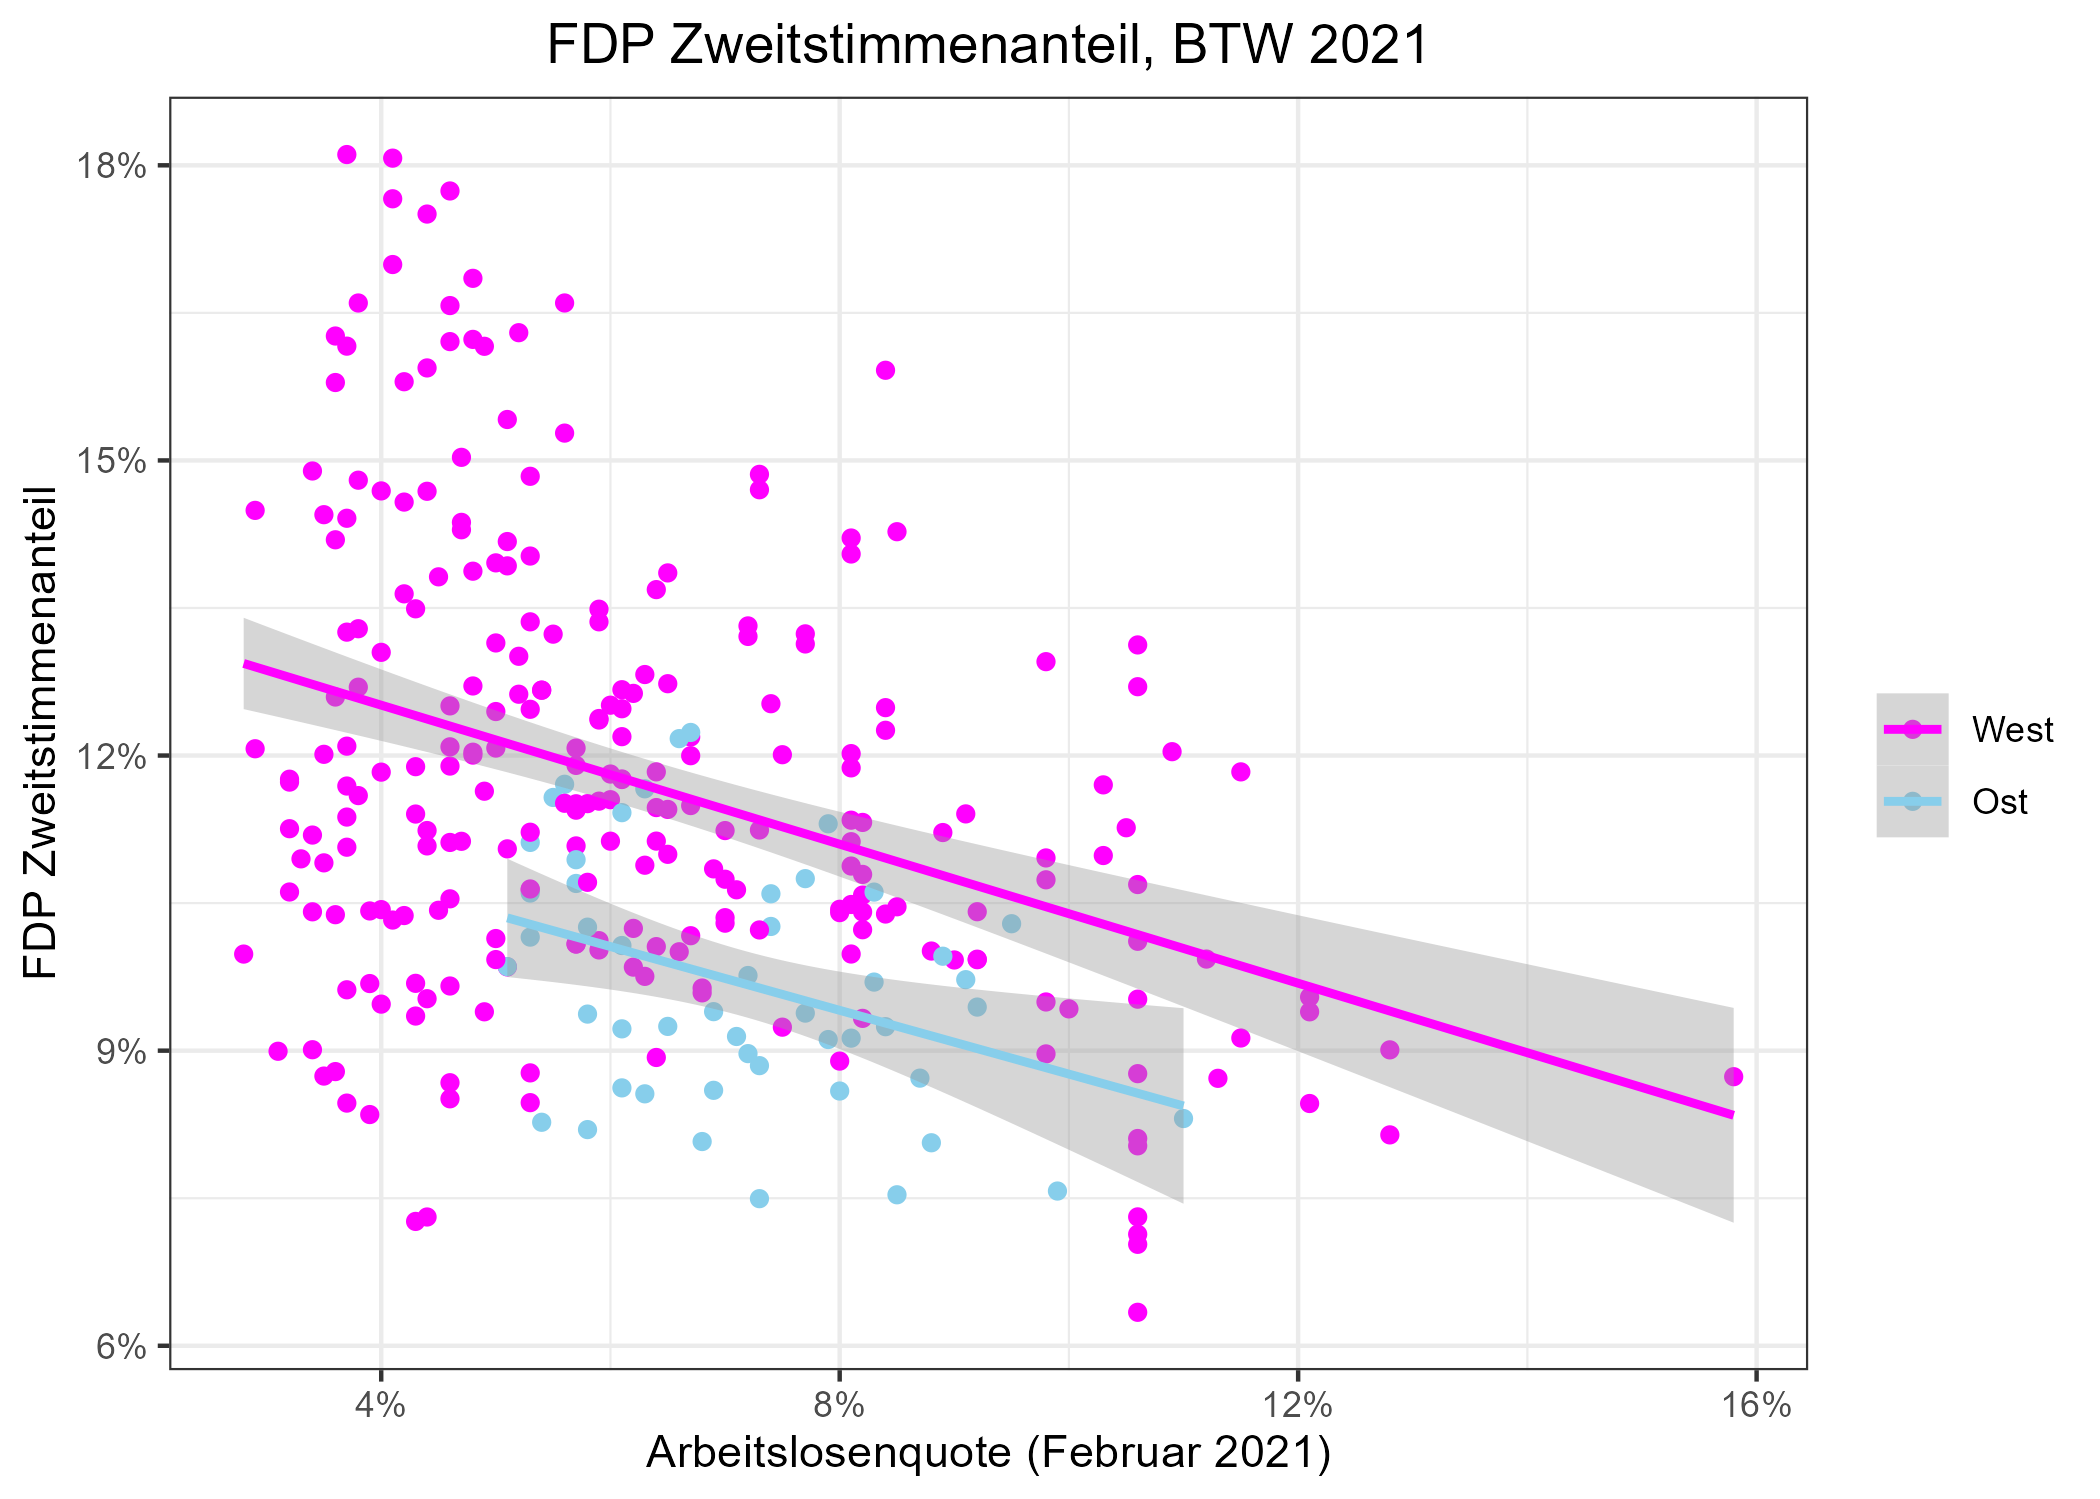 FDP Zweitstimmenanteil, BTW 2021
FDP Zweitstimmenanteil
18%
15%
12%
9%
6%
4%
8%
12%
16%
Arbeitslosenquote (Februar 2021)
West
Ost